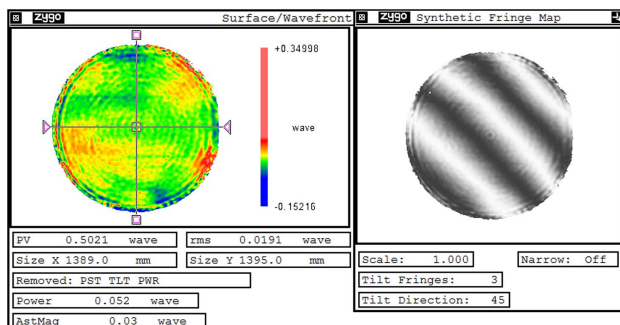 zygo Surface/Wavefront
+0.34998
wave
-0.15216
PV 0.5021 wave rms 0.0191 wave
Size X 1389.0 mm Size Y 1395.0 mm
Removed: PST TLT PWR
Power 0.052 wave
AstMag 0.03 wave
zygo Synthetic Fringe Map
Scale: 1.000 Narrow: Off
Tilt Fringes: 3
Tilt Direction: 45